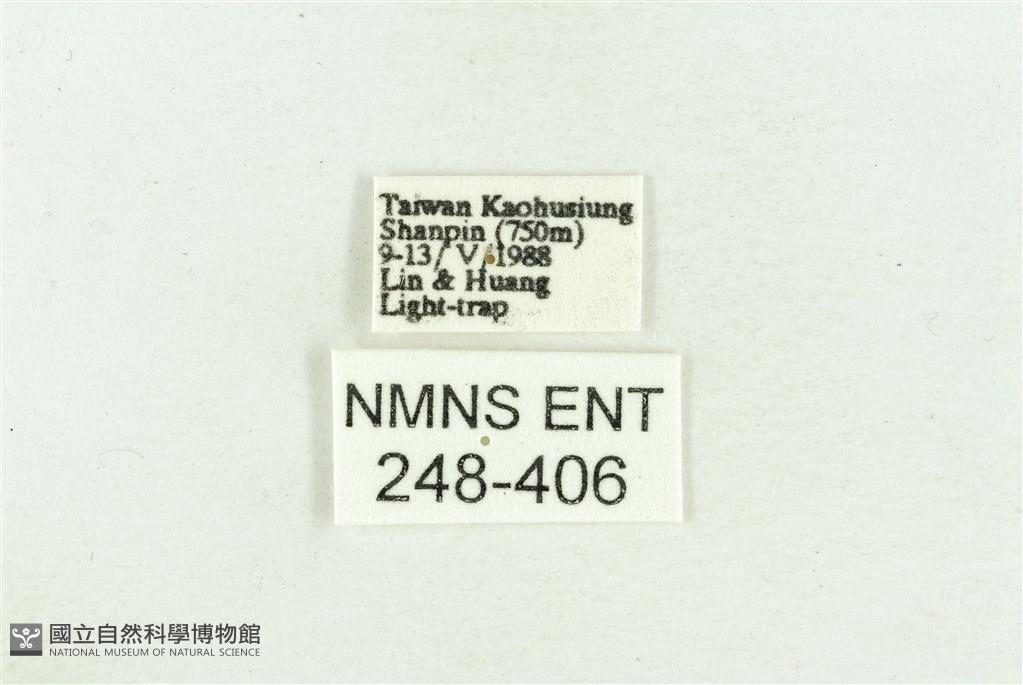 Taiwan Kaohusiung
Shanpin (750m)
9-13/ V/ 1988
Lin & Huang
Light-trap
NMNS ENT
248-406
國立自然科學博物館
NATIONAL MUSEUM OF NATURAL SCIENCE